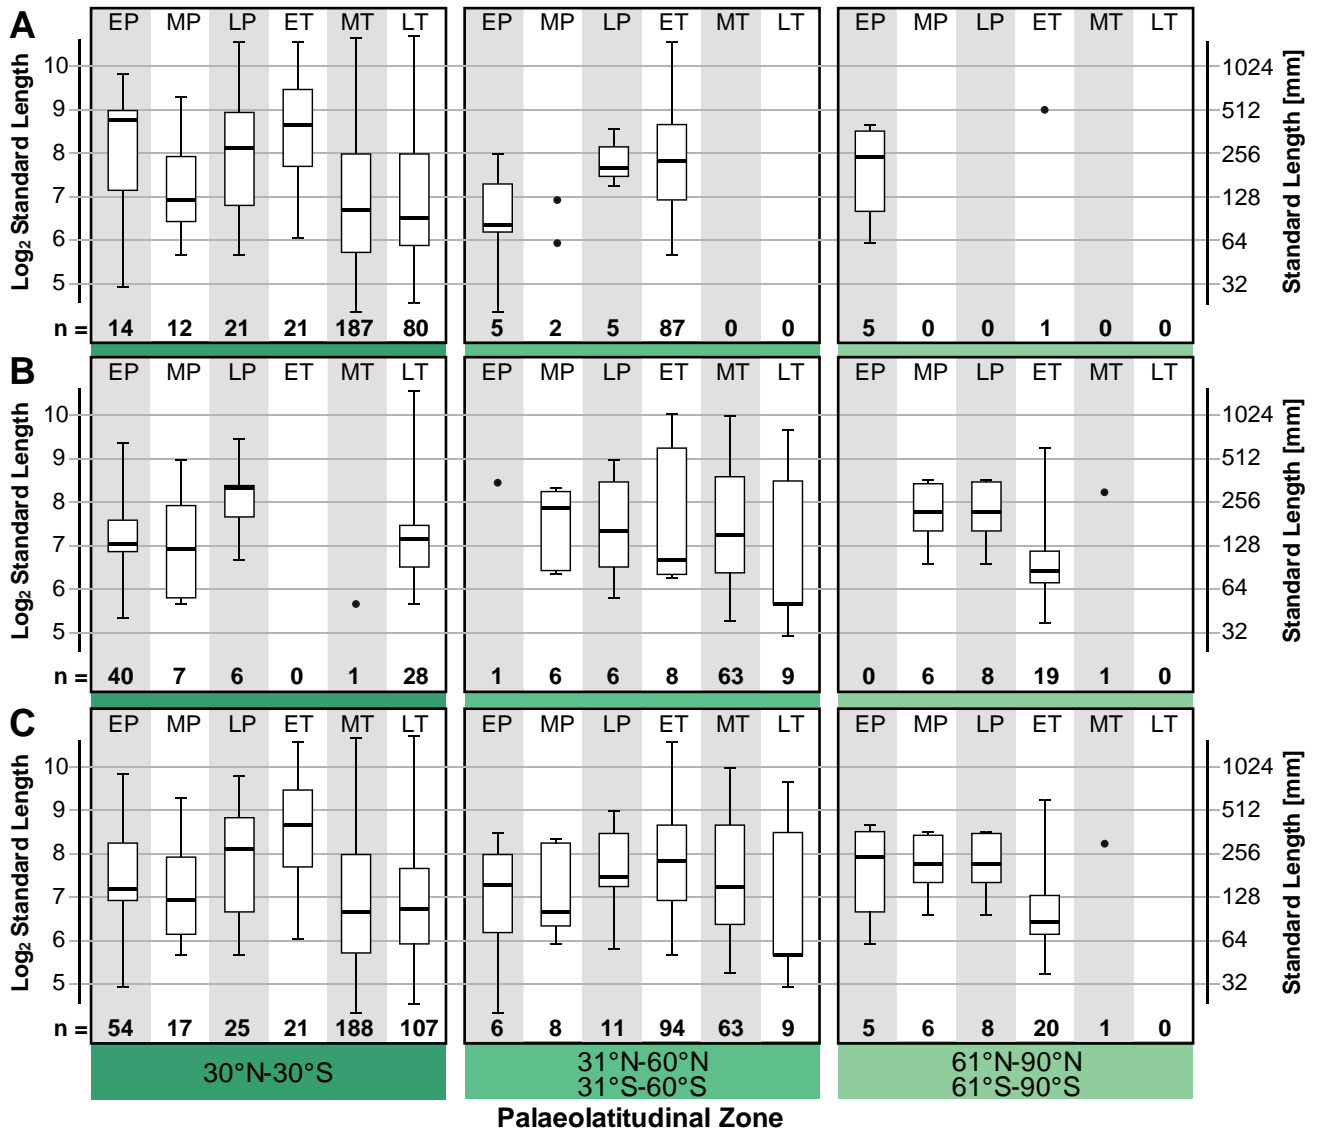 A
EP MP LP ET MT LT EP MP LP ET MT LT EP MP LP ET MT LT
Log2 Standard Length
10 9 8 7 6 5
1024 512 256 128 64 32
Standard Length [mm]
n = 14 12 21 21 187 80 5 2 5 87 0 0 5 0 0 1 0 0
B
EP MP LP ET MT LT EP MP LP ET MT LT EP MP LP ET MT LT
Log2 Standard Length
10 9 8 7 6 5
1024 512 256 128 64 32
Standard Length [mm]
n = 40 7 6 0 1 28 1 6 6 8 63 9 0 6 8 19 1 0
C
EP MP LP ET MT LT EP MP LP ET MT LT EP MP LP ET MT LT
Log2 Standard Length
10 9 8 7 6 5
1024 512 256 128 64 32
Standard Length [mm]
n = 54 17 25 21 188 107 6 8 11 94 63 9 5 6 8 20 1 0
30°N-30°S
31°N-60°N
31°S-60°S
61°N-90°N
61°S-90°S
Palaeolatitudinal Zone